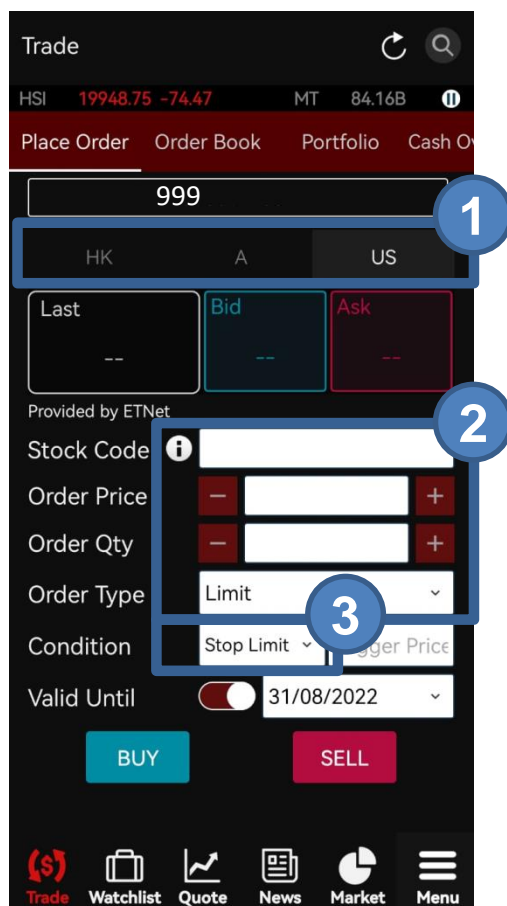 Trade
HSI 19948.75 -74.47 MT 84.16B
Place Order Order Book Portfolio Cash
999
1
HK A US
Last Bid Ask
-- -- --
Provided by ETNet
2
Stock Code
Order Price − +
Order Qty − +
Order Type Limit
3
Condition Stop Limit Price
Valid Until 31/08/2022
BUY SELL
Trade Watchlist Quote News Market Menu